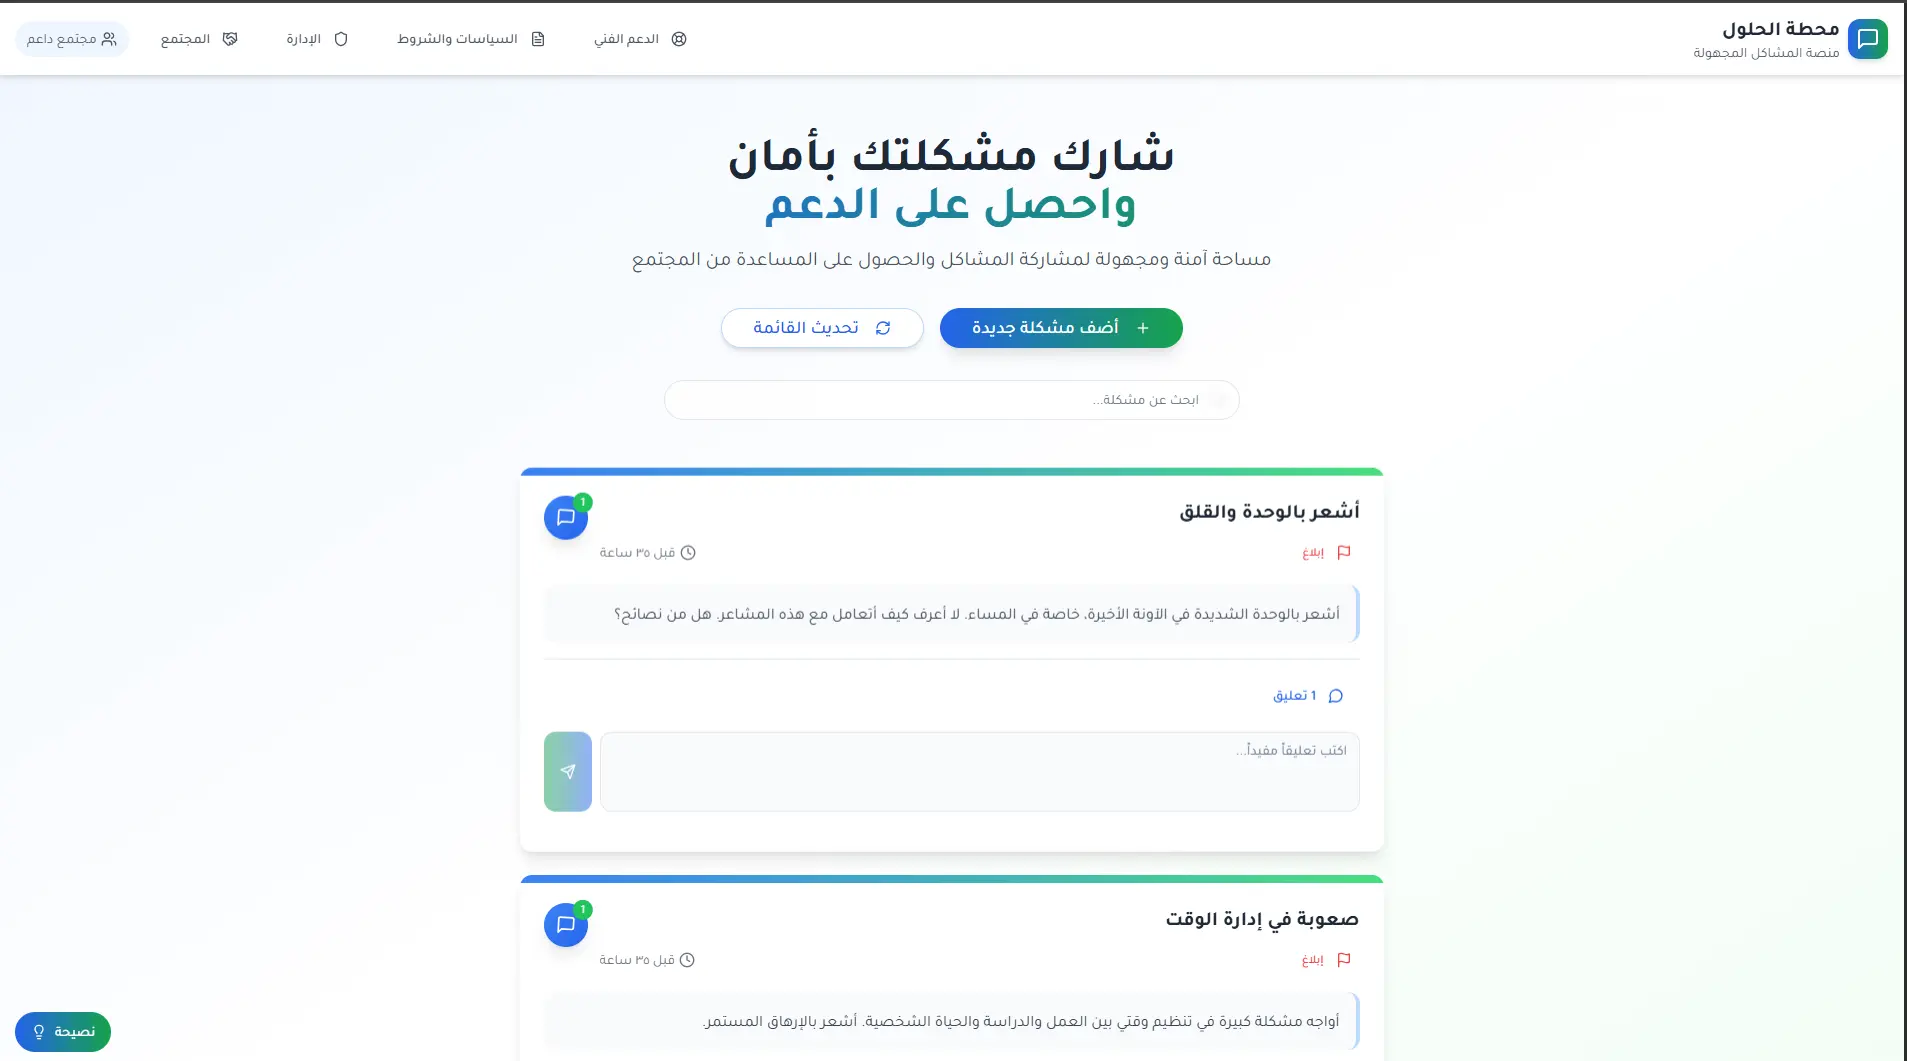 محطة الحلول
منصة المشاكل المجهولة
الدعم الفني
السياسات والشروط
الإدارة
المجتمع
مجتمع داعم
شارك مشكلتك بأمان
واحصل على الدعم
مساحة آمنة ومجهولة لمشاركة المشاكل والحصول على المساعدة من المجتمع
أضف مشكلة جديدة
تحديث القائمة
ابحث عن مشكلة...
أشعر بالوحدة والقلق
1
إبلاغ
قبل ٣٥ ساعة
أشعر بالوحدة الشديدة في الآونة الأخيرة، خاصة في المساء. لا أعرف كيف أتعامل مع هذه المشاعر. هل من نصائح؟
1 تعليق
اكتب تعليقاً مفيداً...
صعوبة في إدارة الوقت
1
إبلاغ
قبل ٣٥ ساعة
أواجه مشكلة كبيرة في تنظيم وقتي بين العمل والدراسة والحياة الشخصية. أشعر بالإرهاق المستمر.
نصيحة